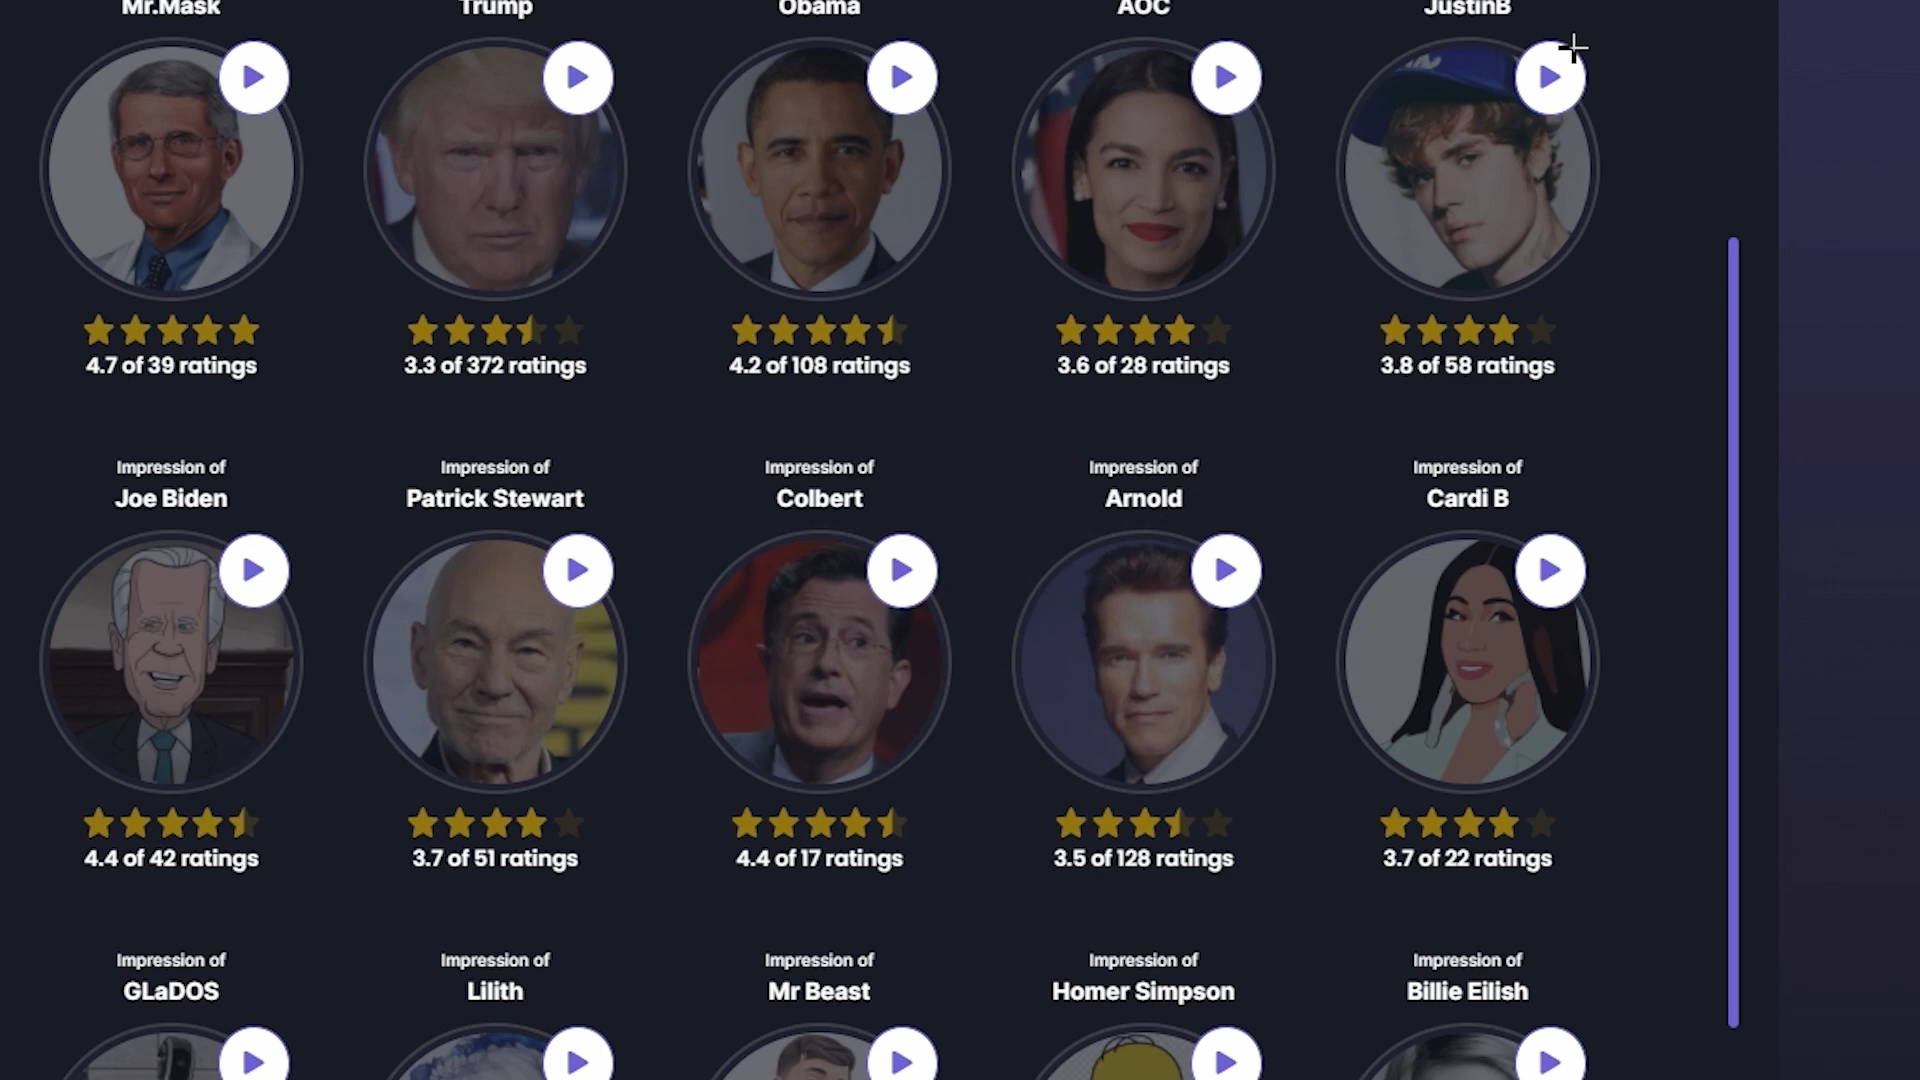 Mr.Mask
Trump
Obama
AOC
JustinB
4.7 of 39 ratings
3.3 of 372 ratings
4.2 of 108 ratings
3.6 of 28 ratings
3.8 of 58 ratings
Impression of
Joe Biden
Impression of
Patrick Stewart
Impression of
Colbert
Impression of
Arnold
Impression of
Cardi B
4.4 of 42 ratings
3.7 of 51 ratings
4.4 of 17 ratings
3.5 of 128 ratings
3.7 of 22 ratings
Impression of
GLaDOS
Impression of
Lilith
Impression of
Mr Beast
Impression of
Homer Simpson
Impression of
Billie Eilish